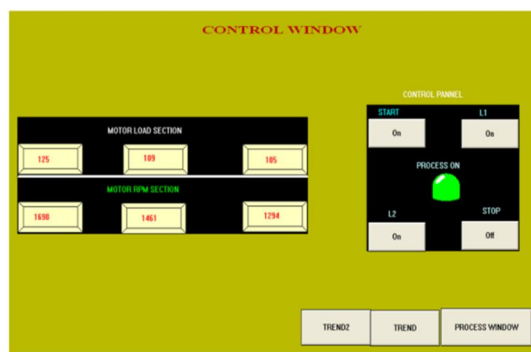 CONTROL WINDOW
CONTROL PANNEL
START L1
On On
MOTOR LOAD SECTION
125 109 105
PROCESS ON
MOTOR RPM SECTION
1698 1461 1294
L2 STOP
On Off
TREND2 TREND PROCESS WINDOW